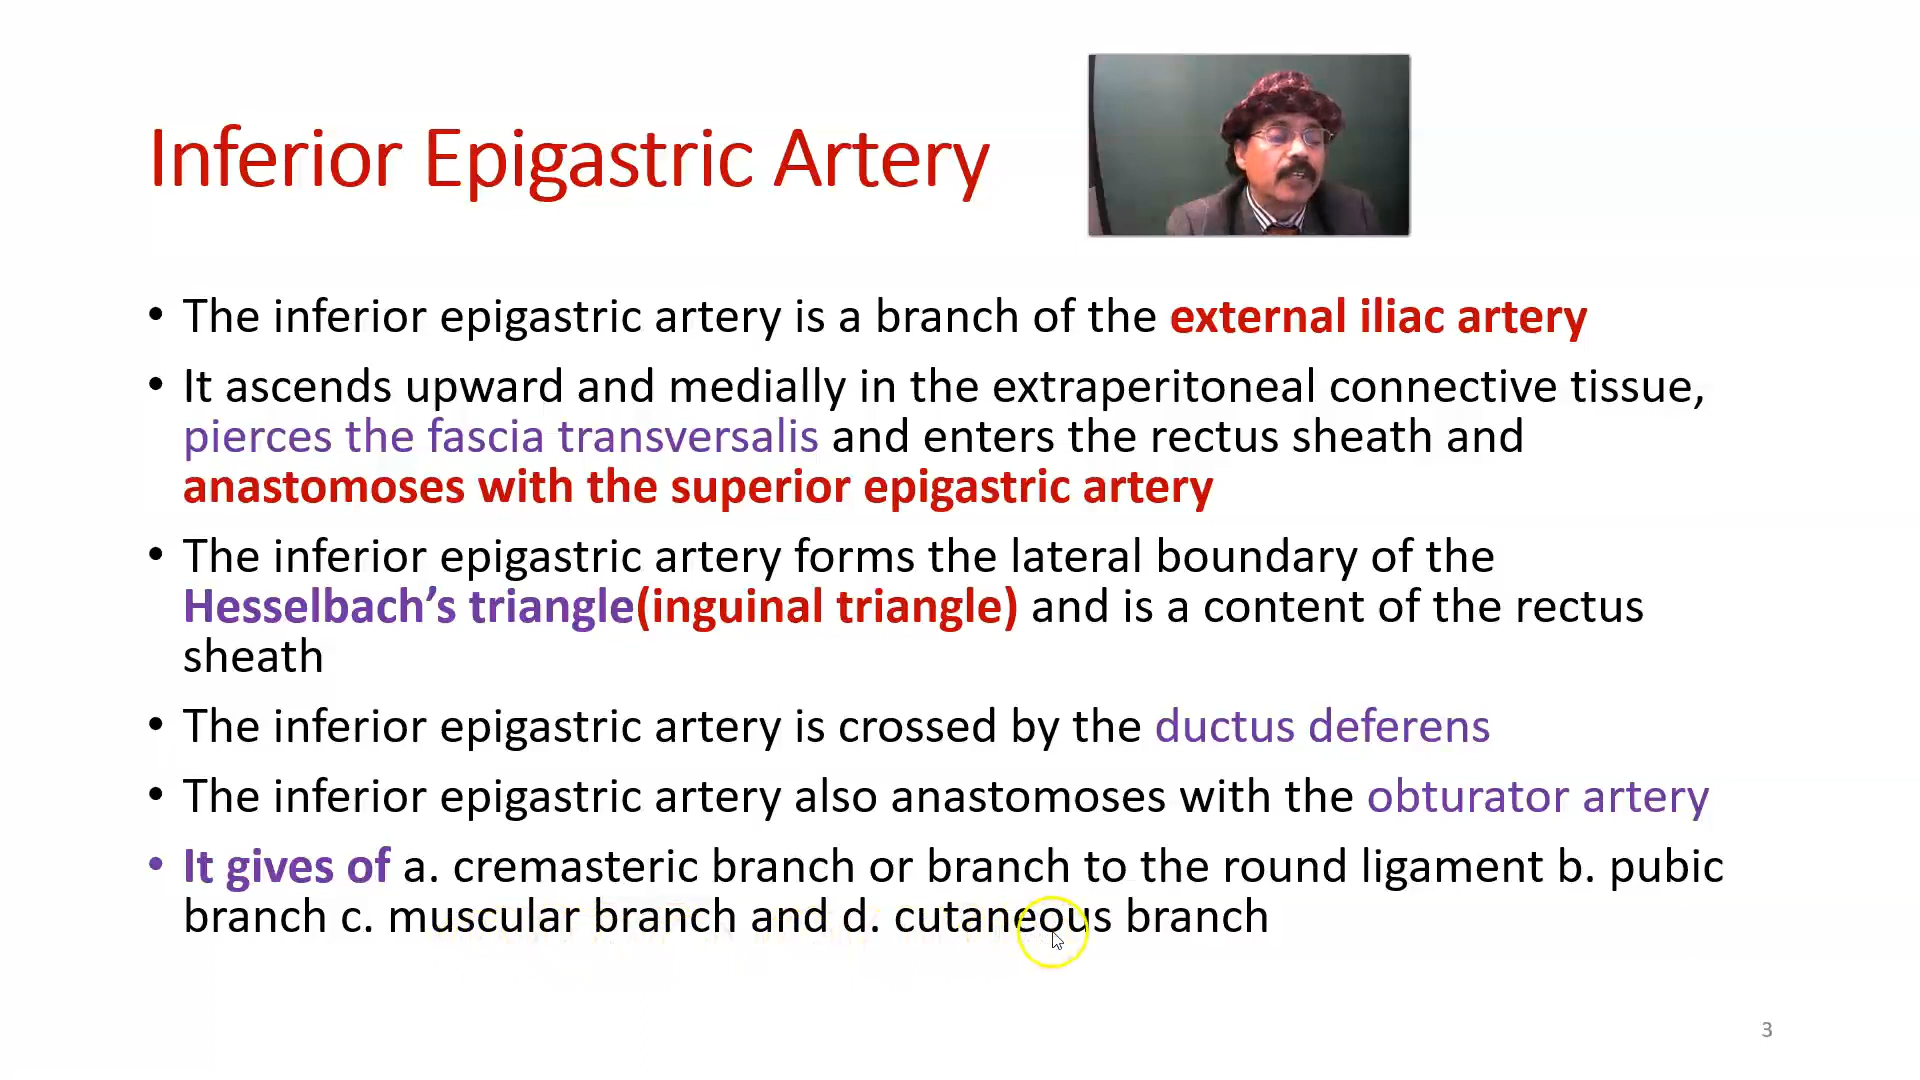 Inferior Epigastric Artery
• The inferior epigastric artery is a branch of the external iliac artery
• It ascends upward and medially in the extraperitoneal connective tissue,
pierces the fascia transversalis and enters the rectus sheath and
anastomoses with the superior epigastric artery
• The inferior epigastric artery forms the lateral boundary of the
Hesselbach’s triangle(inguinal triangle) and is a content of the rectus
sheath
• The inferior epigastric artery is crossed by the ductus deferens
• The inferior epigastric artery also anastomoses with the obturator artery
• It gives of a. cremasteric branch or branch to the round ligament b. pubic
branch c. muscular branch and d. cutaneous branch
3